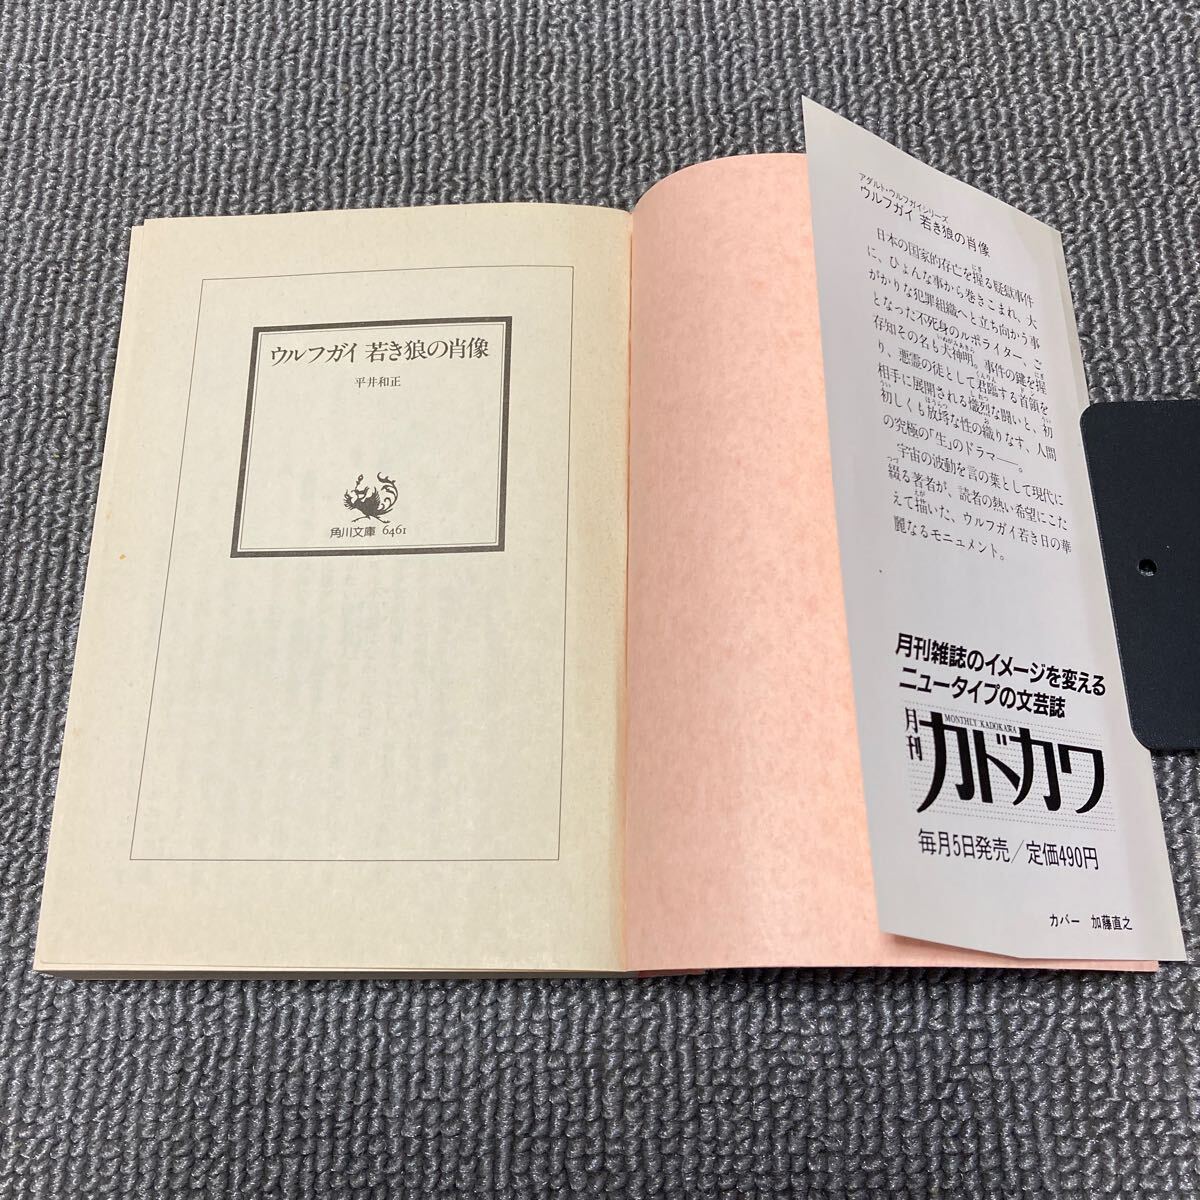 ウルフガイ 若き狼の肖像
平井和正
角川文庫 6461
アダルト・ウルフガイシリーズ
ウルフガイ 若き狼の肖像
日本の国家的存亡を握る疑獄事件
に、ひょんな事から巻きこまれ、大
がかりな犯罪組織へと立ち向かう事
となった不死身のルポライター、ご
存知その名も犬神明。事件の鍵を握
り、悪霊の徒として君臨する首領を
相手に展開される熾烈な闘いと、初
初しくも放埓な性の織りなす、人間
の究極の「生」のドラマ――。
宇宙の波動を言の葉として現代に
綴る著者が、読者の熱い希望にこた
えて描いた、ウルフガイ若き日の華
麗なるモニュメント。
月刊雑誌のイメージを変える
ニュータイプの文芸誌
MONTHLY KADOKAWA
月刊カドカワ
毎月5日発売/定価490円
カバー 加藤直之